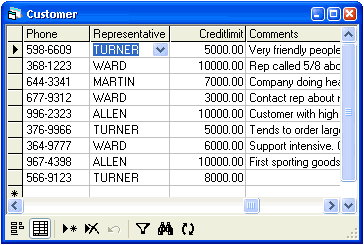 Customer
Phone Representative Creditlimit Comments
598-6609 TURNER 5000.00 Very friendly people
368-1223 WARD 10000.00 Rep called 5/8 abo
644-3341 MARTIN 7000.00 Company doing hea
677-9312 WARD 3000.00 Contact rep about r
996-2323 ALLEN 10000.00 Customer with high
376-9966 TURNER 5000.00 Tends to order larg
364-9777 WARD 6000.00 Support intensive. (
967-4398 ALLEN 10000.00 First sporting goods
566-9123 TURNER 8000.00